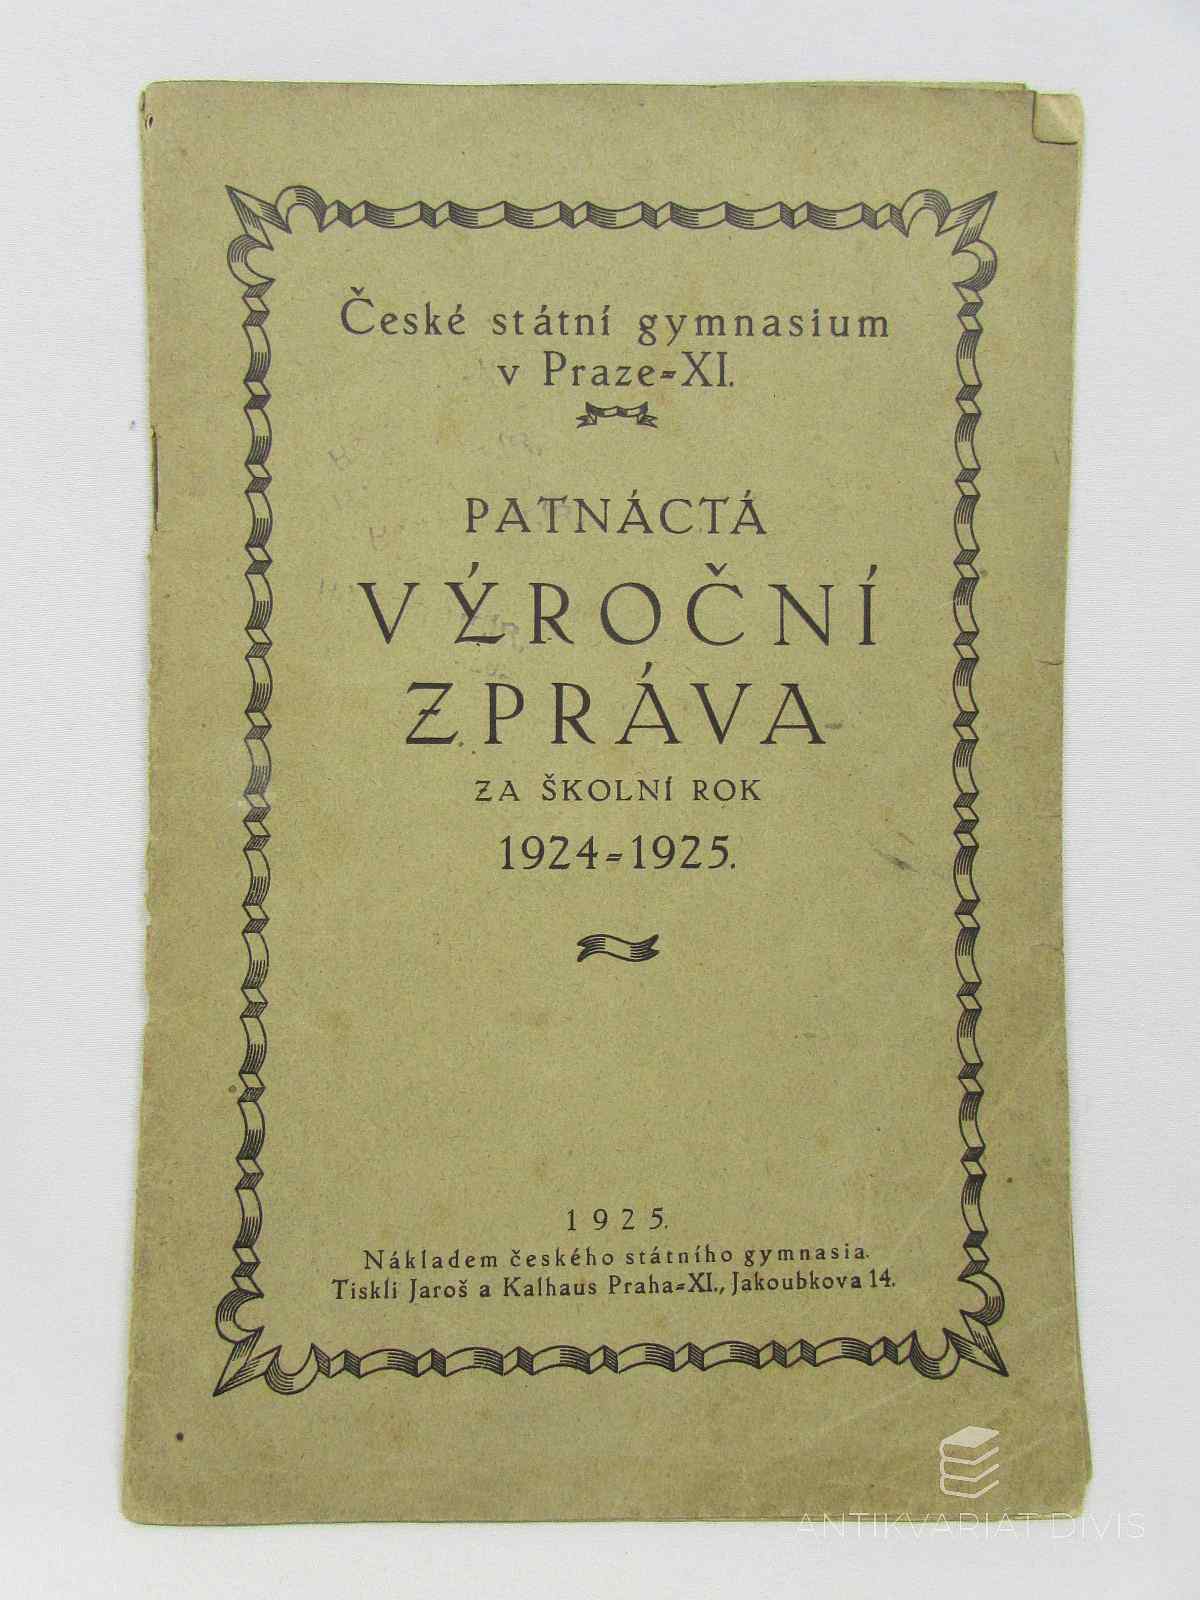 České státní gymnasium
v Praze=XI.
PATNÁCTÁ
VÝROČNÍ
ZPRÁVA
ZA ŠKOLNÍ ROK
1924=1925.
1925.
Nákladem českého státního gymnasia.
Tiskli Jaroš a Kalhaus Praha=XI., Jakoubkova 14.
ANTIKVARIÁT DIVIS